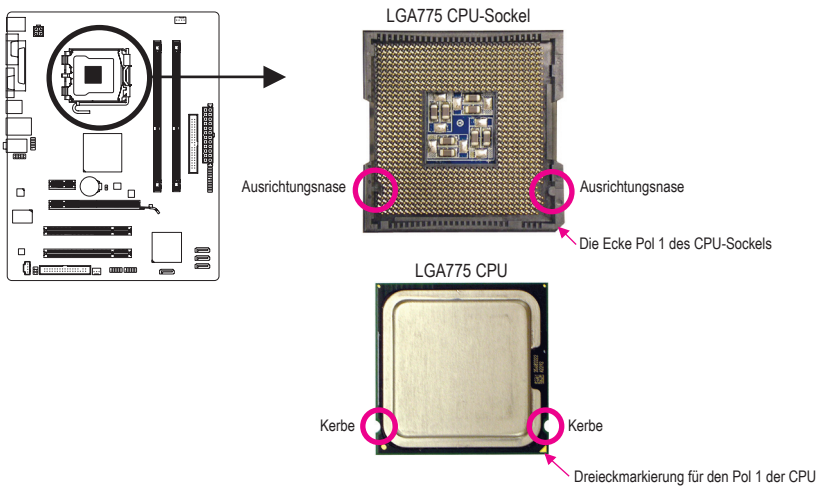 LGA775 CPU-Sockel
Ausrichtungsnase
Ausrichtungsnase
Die Ecke Pol 1 des CPU-Sockels
LGA775 CPU
Kerbe
Kerbe
Dreieckmarkierung für den Pol 1 der CPU